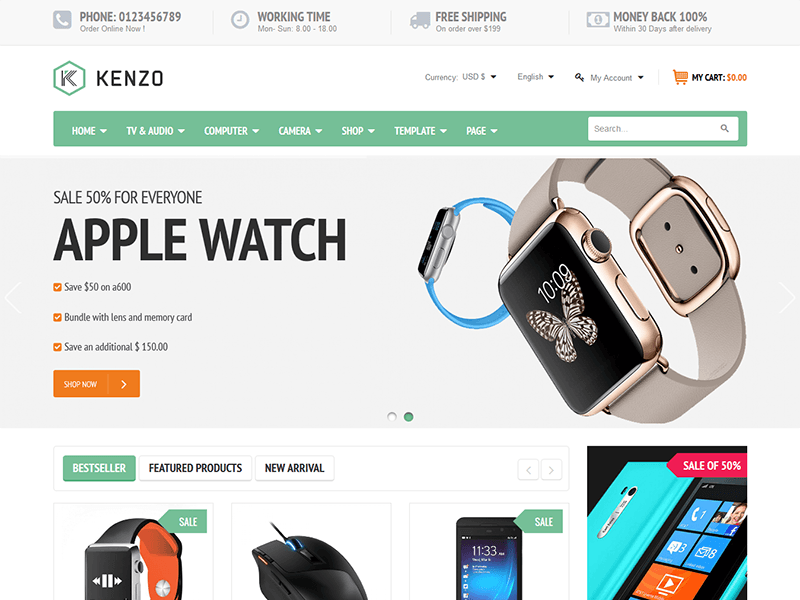 PHONE: 0123456789
Order Online Now !
WORKING TIME
Mon- Sun: 8.00 - 18.00
FREE SHIPPING
On order over $199
MONEY BACK 100%
Within 30 Days after delivery
KENZO
Currency: USD $
English
My Account
MY CART: $0.00
HOME
TV & AUDIO
COMPUTER
CAMERA
SHOP
TEMPLATE
PAGE
Search...
SALE 50% FOR EVERYONE
APPLE WATCH
Save $50 on a600
Bundle with lens and memory card
Save an additional $ 150.00
SHOP NOW
10:09
BESTSELLER
FEATURED PRODUCTS
NEW ARRIVAL
SALE OF 50%
SALE
SALE
11:33